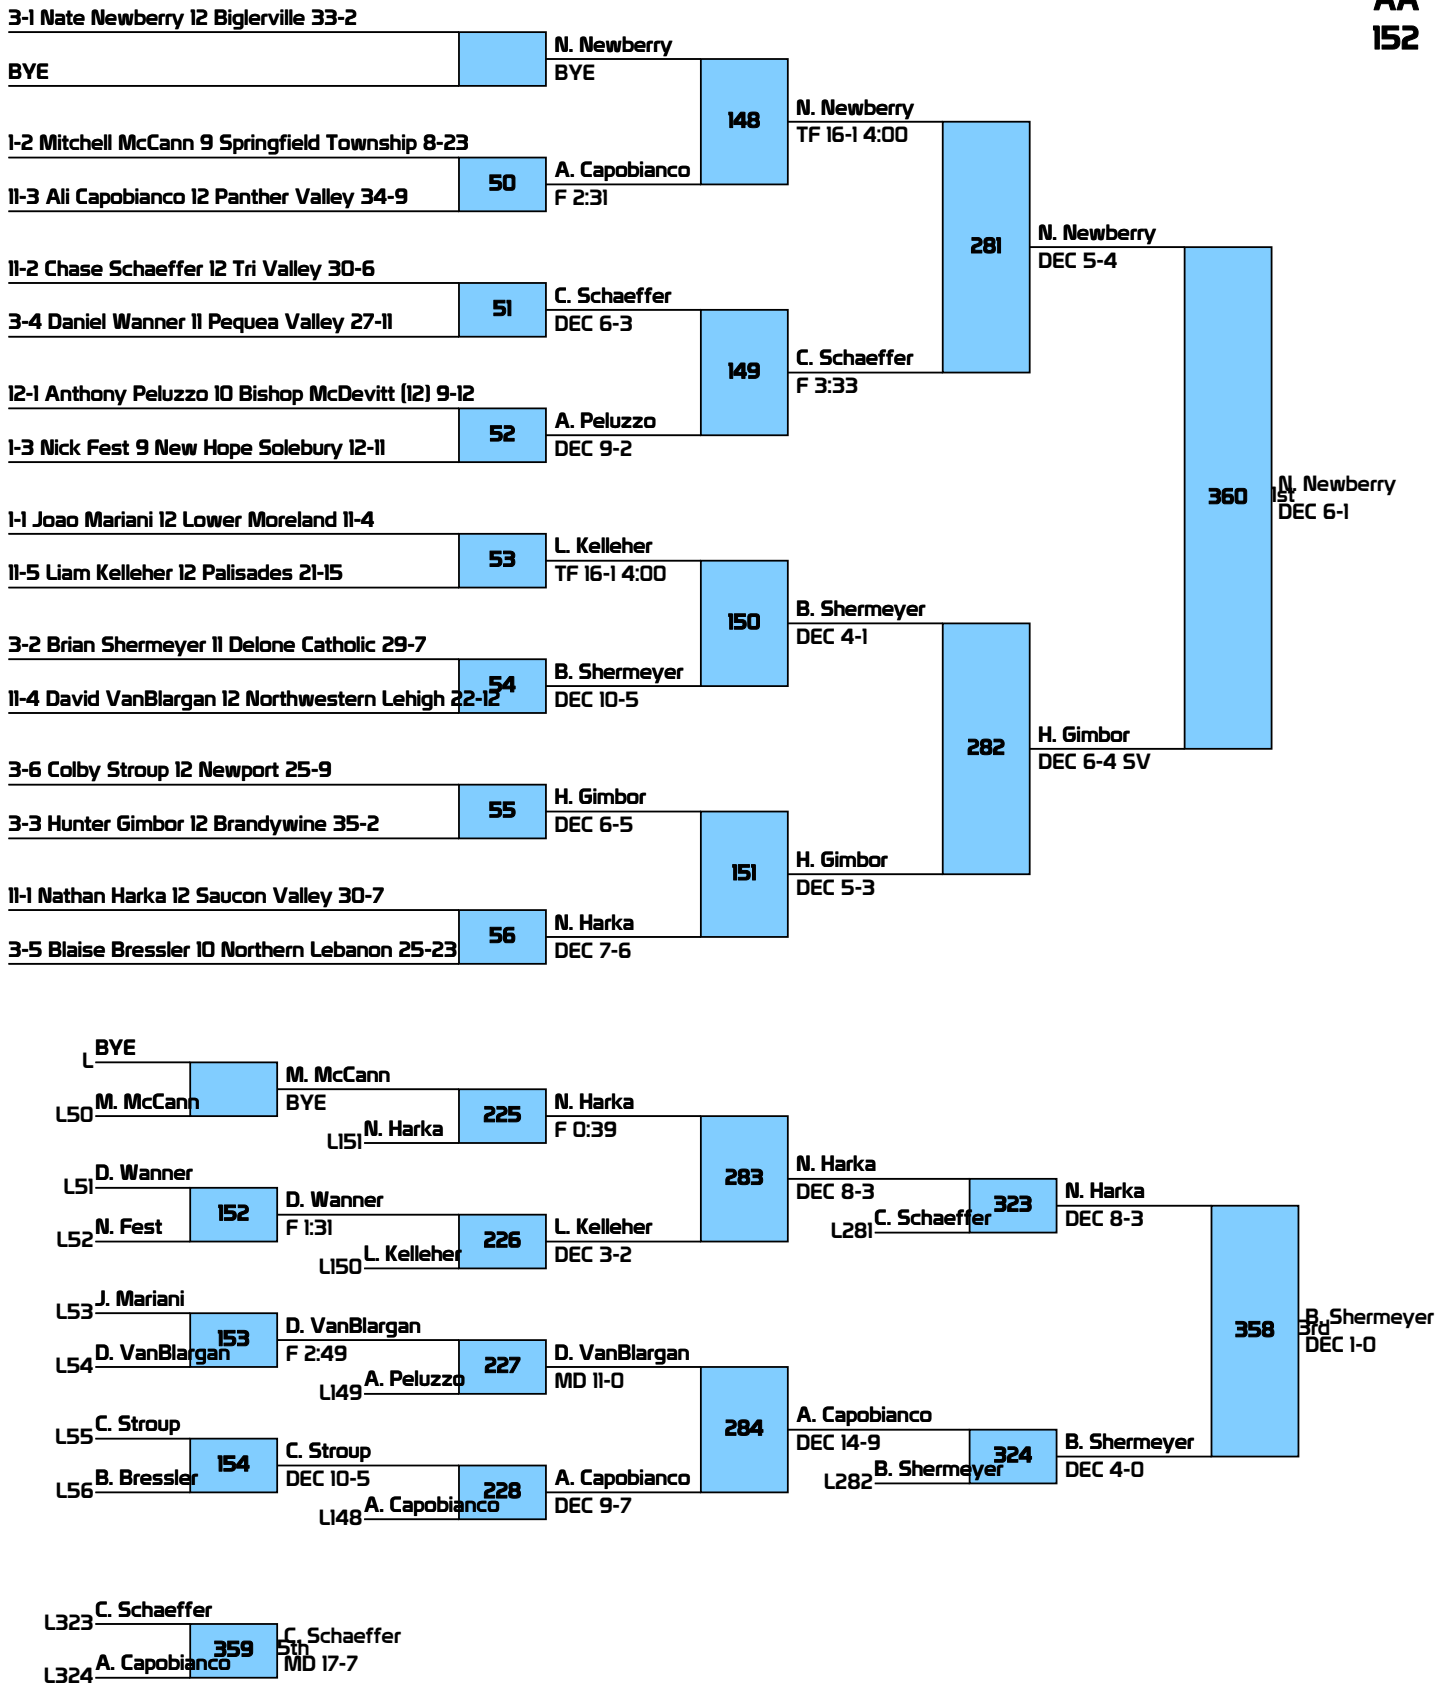 AA
152
3-1 Nate Newberry 12 Biglerville 33-2
BYE
N. Newberry
BYE
1-2 Mitchell McCann 9 Springfield Township 8-23
50
11-3 Ali Capobianco 12 Panther Valley 34-9
A. Capobianco
F 2:31
148
N. Newberry
TF 16-1 4:00
11-2 Chase Schaeffer 12 Tri Valley 30-6
51
3-4 Daniel Wanner 11 Pequea Valley 27-11
C. Schaeffer
DEC 6-3
12-1 Anthony Peluzzo 10 Bishop McDevitt (12) 9-12
52
1-3 Nick Fest 9 New Hope Solebury 12-11
A. Peluzzo
DEC 9-2
149
C. Schaeffer
F 3:33
281
N. Newberry
DEC 5-4
1-1 Joao Mariani 12 Lower Moreland 11-4
53
11-5 Liam Kelleher 12 Palisades 21-15
L. Kelleher
TF 16-1 4:00
3-2 Brian Shermeyer 11 Delone Catholic 29-7
54
11-4 David VanBlargan 12 Northwestern Lehigh 22-12
B. Shermeyer
DEC 10-5
150
B. Shermeyer
DEC 4-1
3-6 Colby Stroup 12 Newport 25-9
55
3-3 Hunter Gimbor 12 Brandywine 35-2
H. Gimbor
DEC 6-5
11-1 Nathan Harka 12 Saucon Valley 30-7
56
3-5 Blaise Bressler 10 Northern Lebanon 25-23
N. Harka
DEC 7-6
151
H. Gimbor
DEC 5-3
282
H. Gimbor
DEC 6-4 SV
360
1st
N. Newberry
DEC 6-1
L BYE
L50 M. McCann
M. McCann
BYE
L151 N. Harka
225
N. Harka
F 0:39
L51 D. Wanner
152
L52 N. Fest
D. Wanner
F 1:31
L150 L. Kelleher
226
L. Kelleher
DEC 3-2
283
N. Harka
DEC 8-3
L281 C. Schaeffer
323
N. Harka
DEC 8-3
L53 J. Mariani
153
L54 D. VanBlargan
D. VanBlargan
F 2:49
L149 A. Peluzzo
227
D. VanBlargan
MD 11-0
L55 C. Stroup
154
L56 B. Bressler
C. Stroup
DEC 10-5
L148 A. Capobianco
228
A. Capobianco
DEC 9-7
284
A. Capobianco
DEC 14-9
L282 B. Shermeyer
324
B. Shermeyer
DEC 4-0
358
3rd
B. Shermeyer
DEC 1-0
L323 C. Schaeffer
359
L324 A. Capobianco
5th
C. Schaeffer
MD 17-7